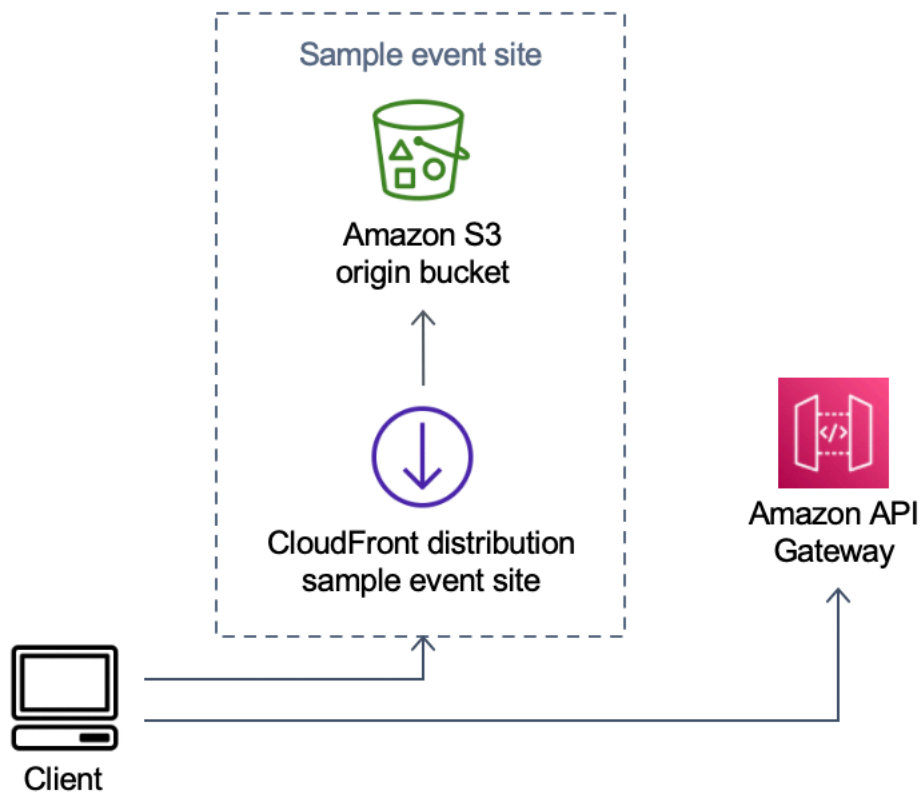 Sample event site
Amazon S3
origin bucket
CloudFront distribution
sample event site
</>
Amazon API
Gateway
Client